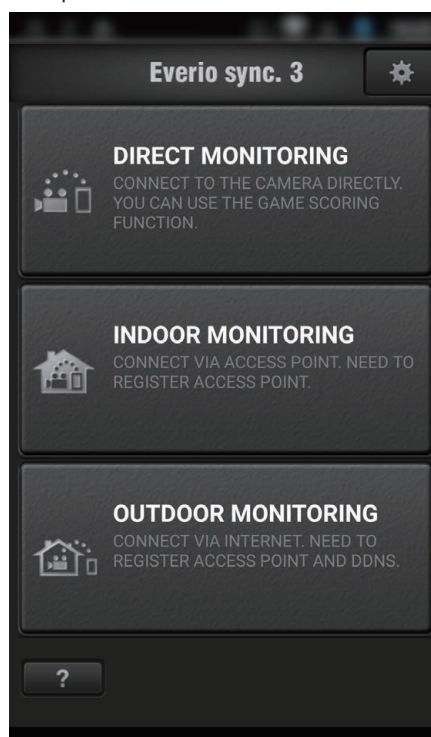 Everio sync. 3
DIRECT MONITORING
CONNECT TO THE CAMERA DIRECTLY.
YOU CAN USE THE GAME SCORING
FUNCTION.
INDOOR MONITORING
CONNECT VIA ACCESS POINT. NEED TO
REGISTER ACCESS POINT.
OUTDOOR MONITORING
CONNECT VIA INTERNET. NEED TO
REGISTER ACCESS POINT AND DDNS.
?